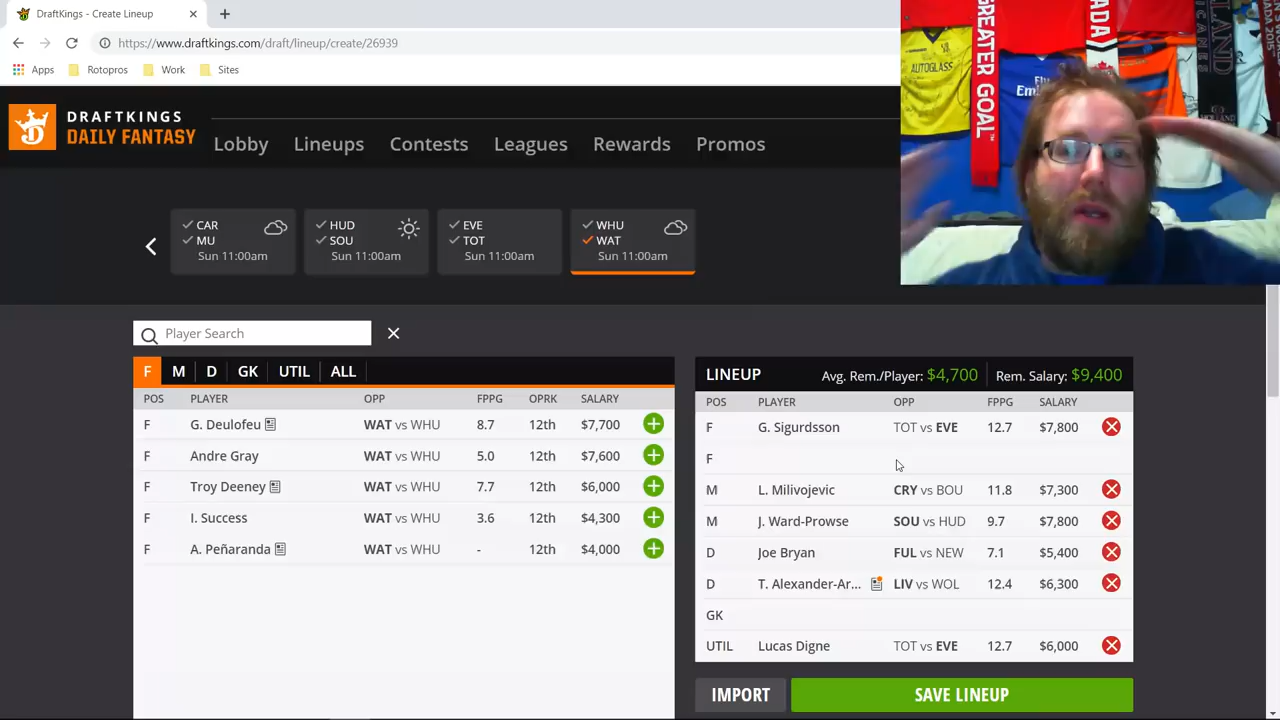 DraftKings - Create Lineup
https://www.draftkings.com/draft/lineup/create/26939
Apps Rotopros Work Sites
DRAFTKINGS
DAILY FANTASY
Lobby Lineups Contests Leagues Rewards Promos
CAR
MU
Sun 11:00am
HUD
SOU
Sun 11:00am
EVE
TOT
Sun 11:00am
WHU
WAT
Sun 11:00am
Player Search
F M D GK UTIL ALL
POS PLAYER OPP FPPG OPRK SALARY
F G. Deulofeu WAT vs WHU 8.7 12th $7,700
F Andre Gray WAT vs WHU 5.0 12th $7,600
F Troy Deeney WAT vs WHU 7.7 12th $6,000
F I. Success WAT vs WHU 3.6 12th $4,300
F A. Peñaranda WAT vs WHU - 12th $4,000
LINEUP Avg. Rem./Player: $4,700 Rem. Salary: $9,400
POS PLAYER OPP FPPG SALARY
F G. Sigurdsson TOT vs EVE 12.7 $7,800
F
M L. Milivojevic CRY vs BOU 11.8 $7,300
M J. Ward-Prowse SOU vs HUD 9.7 $7,800
D Joe Bryan FUL vs NEW 7.1 $5,400
D T. Alexander-Ar... LIV vs WOL 12.4 $6,300
GK
UTIL Lucas Digne TOT vs EVE 12.7 $6,000
IMPORT SAVE LINEUP
AUTOGLASS
GREATER GOAL